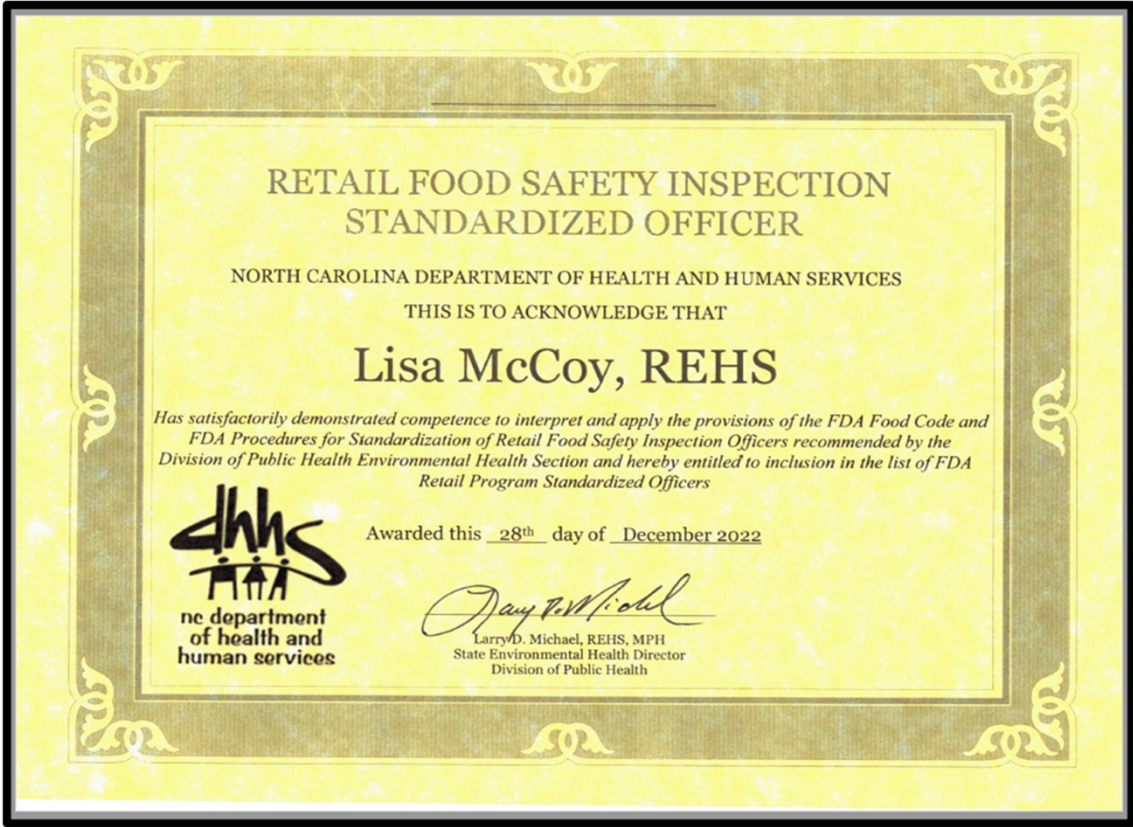 RETAIL FOOD SAFETY INSPECTION
STANDARDIZED OFFICER
NORTH CAROLINA DEPARTMENT OF HEALTH AND HUMAN SERVICES
THIS IS TO ACKNOWLEDGE THAT
Lisa McCoy, REHS
Has satisfactorily demonstrated competence to interpret and apply the provisions of the FDA Food Code and
FDA Procedures for Standardization of Retail Food Safety Inspection Officers recommended by the
Division of Public Health Environmental Health Section and hereby entitled to inclusion in the list of FDA
Retail Program Standardized Officers
Awarded this 28th day of December 2022
dhhs
nc department
of health and
human services
Larry D. Michael
Larry D. Michael, REHS, MPH
State Environmental Health Director
Division of Public Health